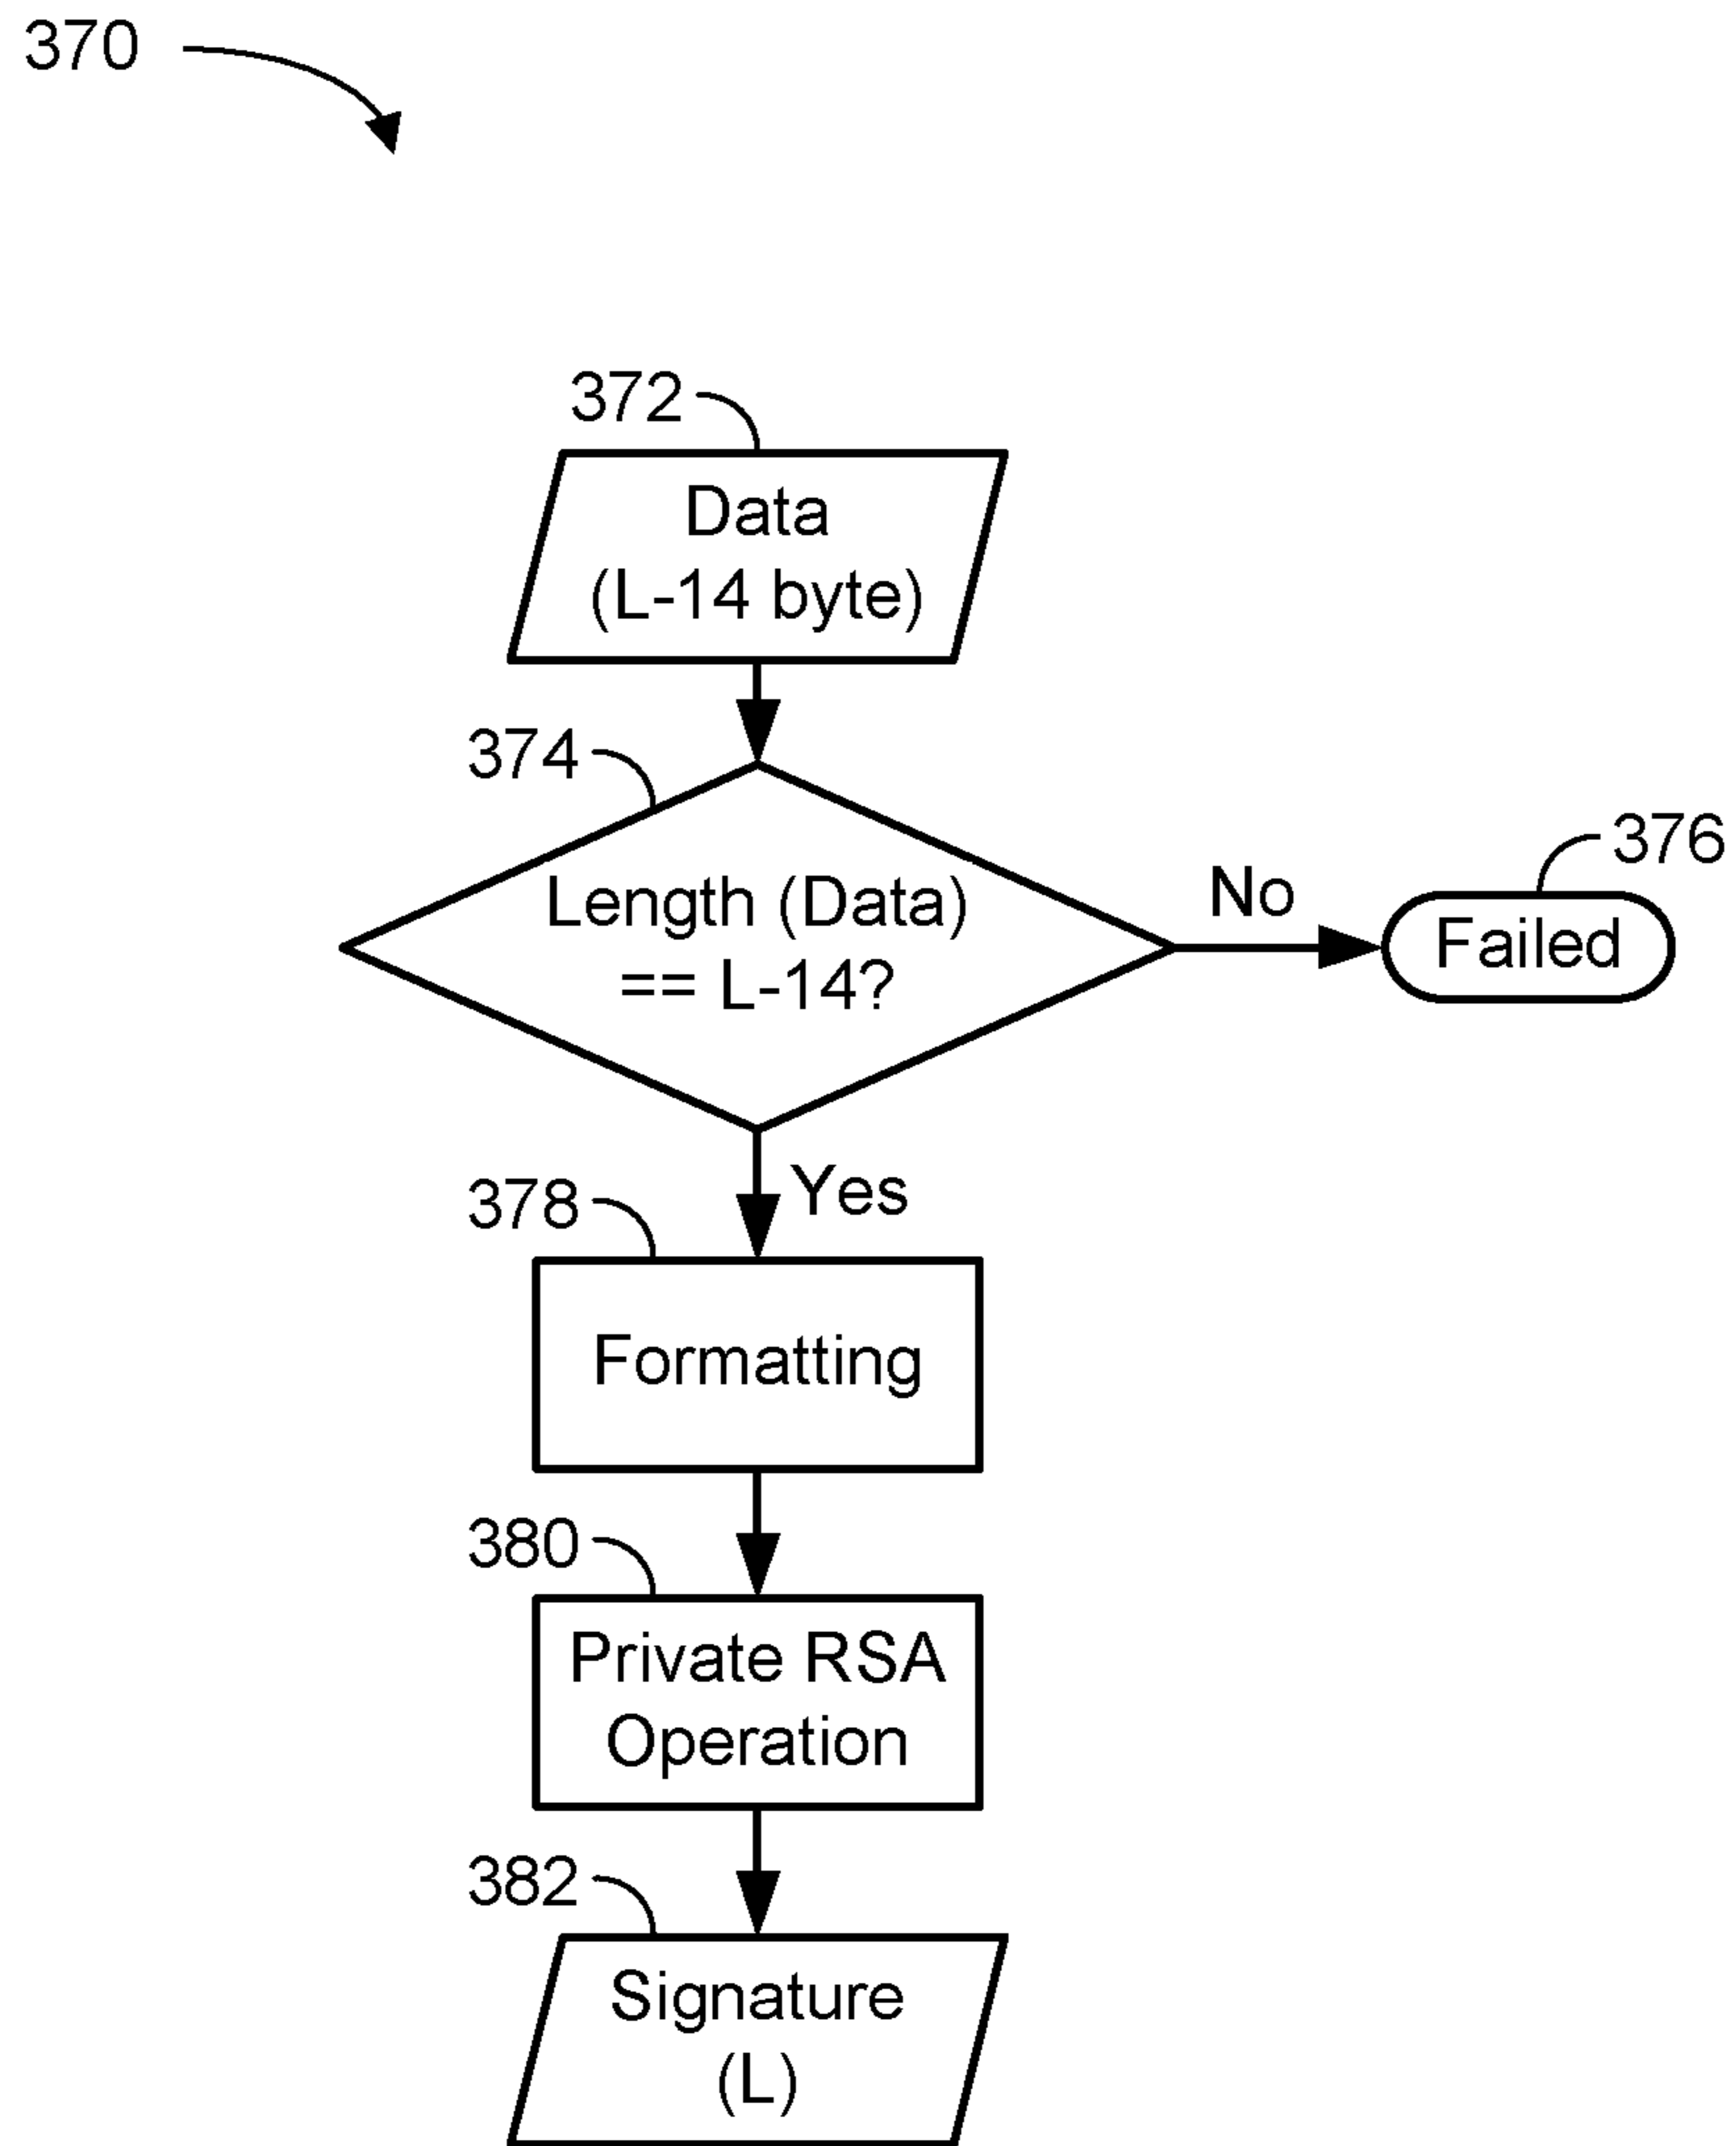 370
372
Data
(L-14 byte)
374
Length (Data)
== L-14?
No
376
Failed
Yes
378
Formatting
380
Private RSA
Operation
382
Signature
(L)